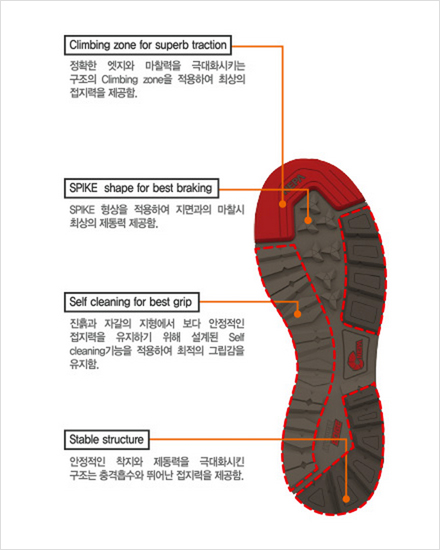 Climbing zone for superb traction
정확한 엣지와 마찰력을 극대화시키는
구조의 Climbing zone을 적용하여 최상의
접지력을 제공함.
SPIKE shape for best braking
SPIKE 형상을 적용하여 지면과의 마찰시
최상의 제동력 제공함.
Self cleaning for best grip
진흙과 자갈의 지형에서 보다 안정적인
접지력을 유지하기 위해 설계된 Self
cleaning기능을 적용하여 최적의 그립감을
유지함.
Stable structure
안정적인 착지와 제동력을 극대화시킨
구조는 충격흡수와 뛰어난 접지력을 제공함.